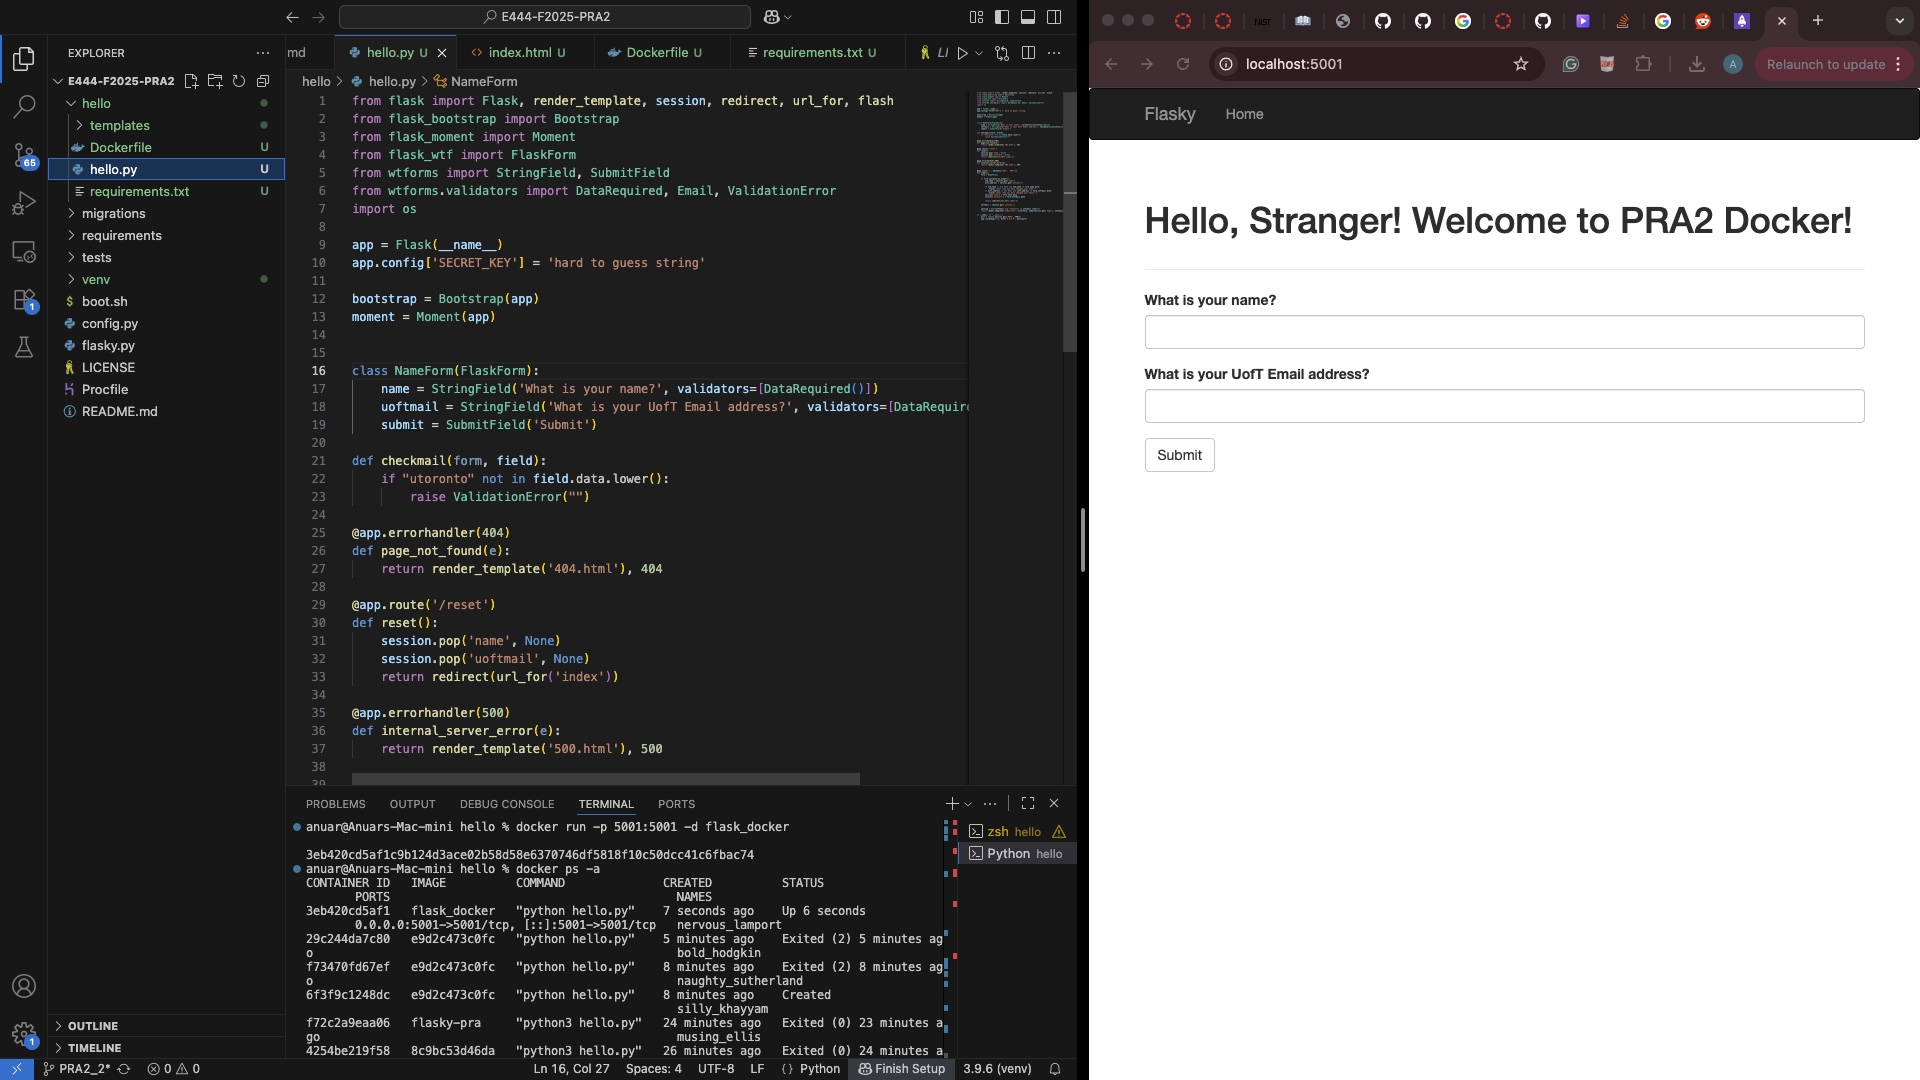 E444-F2025-PRA2
EXPLORER
E444-F2025-PRA2
hello
templates
Dockerfile U
hello.py U
requirements.txt U
migrations
requirements
tests
venv
boot.sh
config.py
flasky.py
LICENSE
Procfile
README.md
OUTLINE
TIMELINE
65
1
1
md
hello.py U
index.html U
Dockerfile U
requirements.txt U
LI
hello > hello.py > NameForm
1 from flask import Flask, render_template, session, redirect, url_for, flash
2 from flask_bootstrap import Bootstrap
3 from flask_moment import Moment
4 from flask_wtf import FlaskForm
5 from wtforms import StringField, SubmitField
6 from wtforms.validators import DataRequired, Email, ValidationError
7 import os
8
9 app = Flask(__name__)
10 app.config['SECRET_KEY'] = 'hard to guess string'
11
12 bootstrap = Bootstrap(app)
13 moment = Moment(app)
14
15
16 class NameForm(FlaskForm):
17 name = StringField('What is your name?', validators=[DataRequired()])
18 uoftmail = StringField('What is your UofT Email address?', validators=[DataRequir
19 submit = SubmitField('Submit')
20
21 def checkmail(form, field):
22 if "utoronto" not in field.data.lower():
23 raise ValidationError("")
24
25 @app.errorhandler(404)
26 def page_not_found(e):
27 return render_template('404.html'), 404
28
29 @app.route('/reset')
30 def reset():
31 session.pop('name', None)
32 session.pop('uoftmail', None)
33 return redirect(url_for('index'))
34
35 @app.errorhandler(500)
36 def internal_server_error(e):
37 return render_template('500.html'), 500
38
39
PROBLEMS OUTPUT DEBUG CONSOLE TERMINAL PORTS
anuar@Anuars-Mac-mini hello % docker run -p 5001:5001 -d flask_docker
3eb420cd5af1c9b124d3ace02b58d58e6370746df5818f10c50dcc41c6fbac74
anuar@Anuars-Mac-mini hello % docker ps -a
CONTAINER ID IMAGE COMMAND CREATED STATUS
PORTS NAMES
3eb420cd5af1 flask_docker "python hello.py" 7 seconds ago Up 6 seconds
0.0.0.0:5001->5001/tcp, [::]:5001->5001/tcp nervous_lamport
29c244da7c80 e9d2c473c0fc "python hello.py" 5 minutes ago Exited (2) 5 minutes ag
o bold_hodgkin
f73470fd67ef e9d2c473c0fc "python hello.py" 8 minutes ago Exited (2) 8 minutes ag
o naughty_sutherland
6f3f9c1248dc e9d2c473c0fc "python hello.py" 8 minutes ago Created
silly_khayyam
f72c2a9eaa06 flasky-pra "python3 hello.py" 24 minutes ago Exited (0) 23 minutes a
go musing_ellis
4254be219f58 8c9bc53d46da "python3 hello.py" 26 minutes ago Exited (0) 24 minutes a
zsh hello
Python hello
PRA2_2* 0 0 Ln 16, Col 27 Spaces: 4 UTF-8 LF {} Python Finish Setup 3.9.6 (venv)
NIST
localhost:5001
A
Relaunch to update
Flasky Home
Hello, Stranger! Welcome to PRA2 Docker!
What is your name?
What is your UofT Email address?
Submit